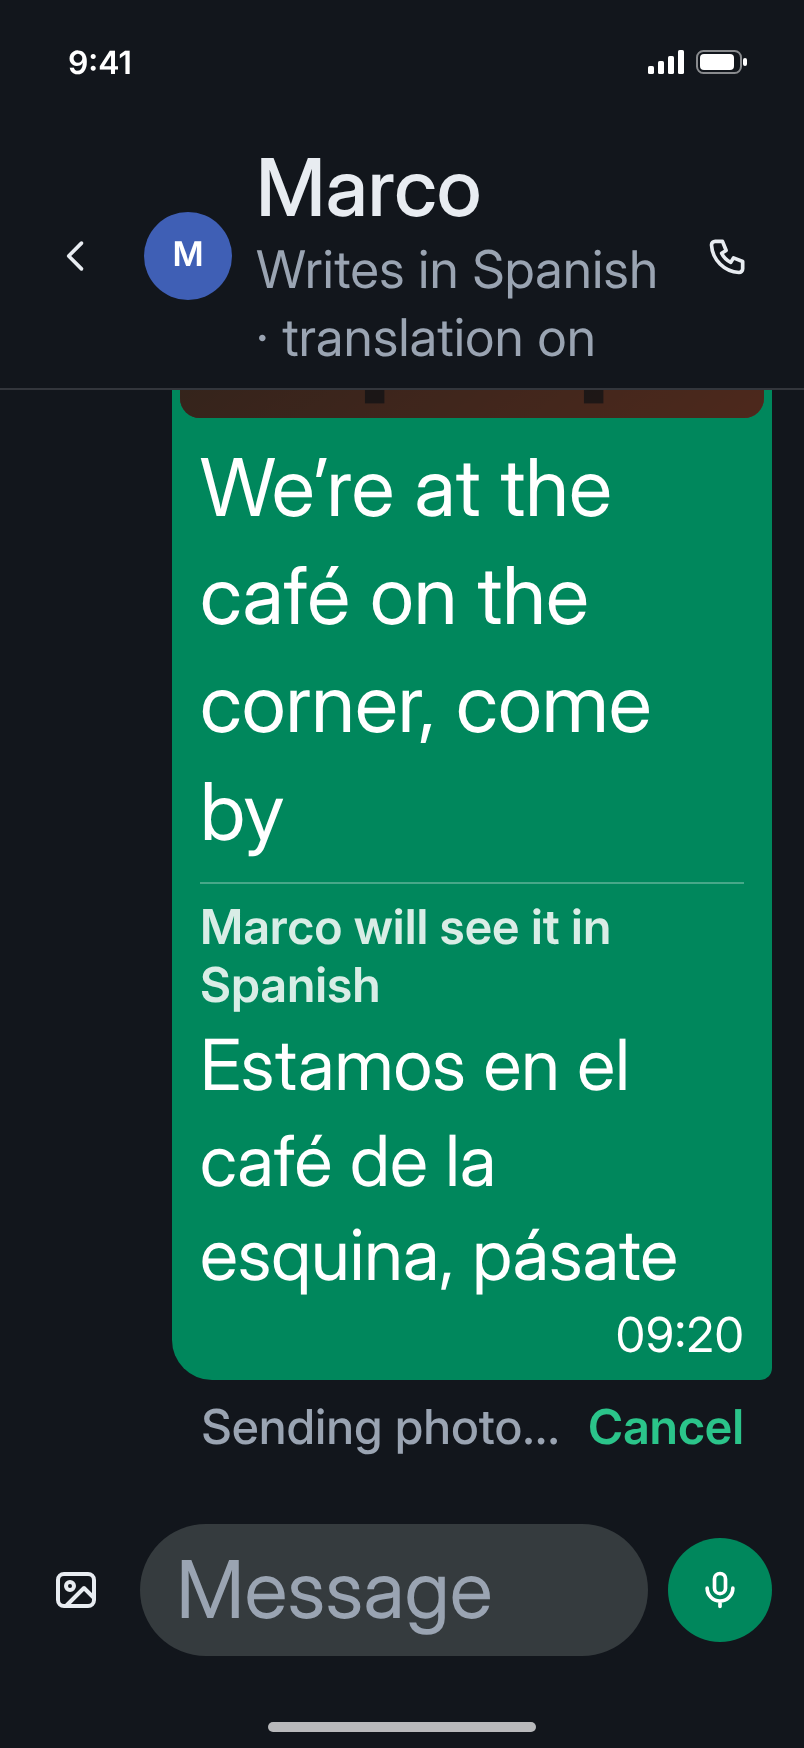 9:41
Marco
M
Writes in Spanish
· translation on
We’re at the
café on the
corner, come
by
Marco will see it in
Spanish
Estamos en el
café de la
esquina, pásate
09:20
Sending photo… Cancel
Message